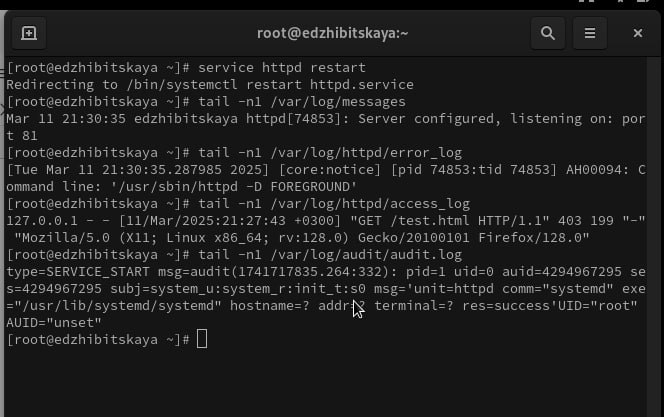 root@edzhibitskaya:~
[root@edzhibitskaya ~]# service httpd restart
Redirecting to /bin/systemctl restart httpd.service
[root@edzhibitskaya ~]# tail -n1 /var/log/messages
Mar 11 21:30:35 edzhibitskaya httpd[74853]: Server configured, listening on: por
t 81
[root@edzhibitskaya ~]# tail -n1 /var/log/httpd/error_log
[Tue Mar 11 21:30:35.287985 2025] [core:notice] [pid 74853:tid 74853] AH00094: C
ommand line: '/usr/sbin/httpd -D FOREGROUND'
[root@edzhibitskaya ~]# tail -n1 /var/log/httpd/access_log
127.0.0.1 - - [11/Mar/2025:21:27:43 +0300] "GET /test.html HTTP/1.1" 403 199 "-"
"Mozilla/5.0 (X11; Linux x86_64; rv:128.0) Gecko/20100101 Firefox/128.0"
[root@edzhibitskaya ~]# tail -n1 /var/log/audit/audit.log
type=SERVICE_START msg=audit(1741717835.264:332): pid=1 uid=0 auid=4294967295 se
s=4294967295 subj=system_u:system_r:init_t:s0 msg='unit=httpd comm="systemd" exe
="/usr/lib/systemd/systemd" hostname=? addr=? terminal=? res=success'UID="root"
AUID="unset"
[root@edzhibitskaya ~]#